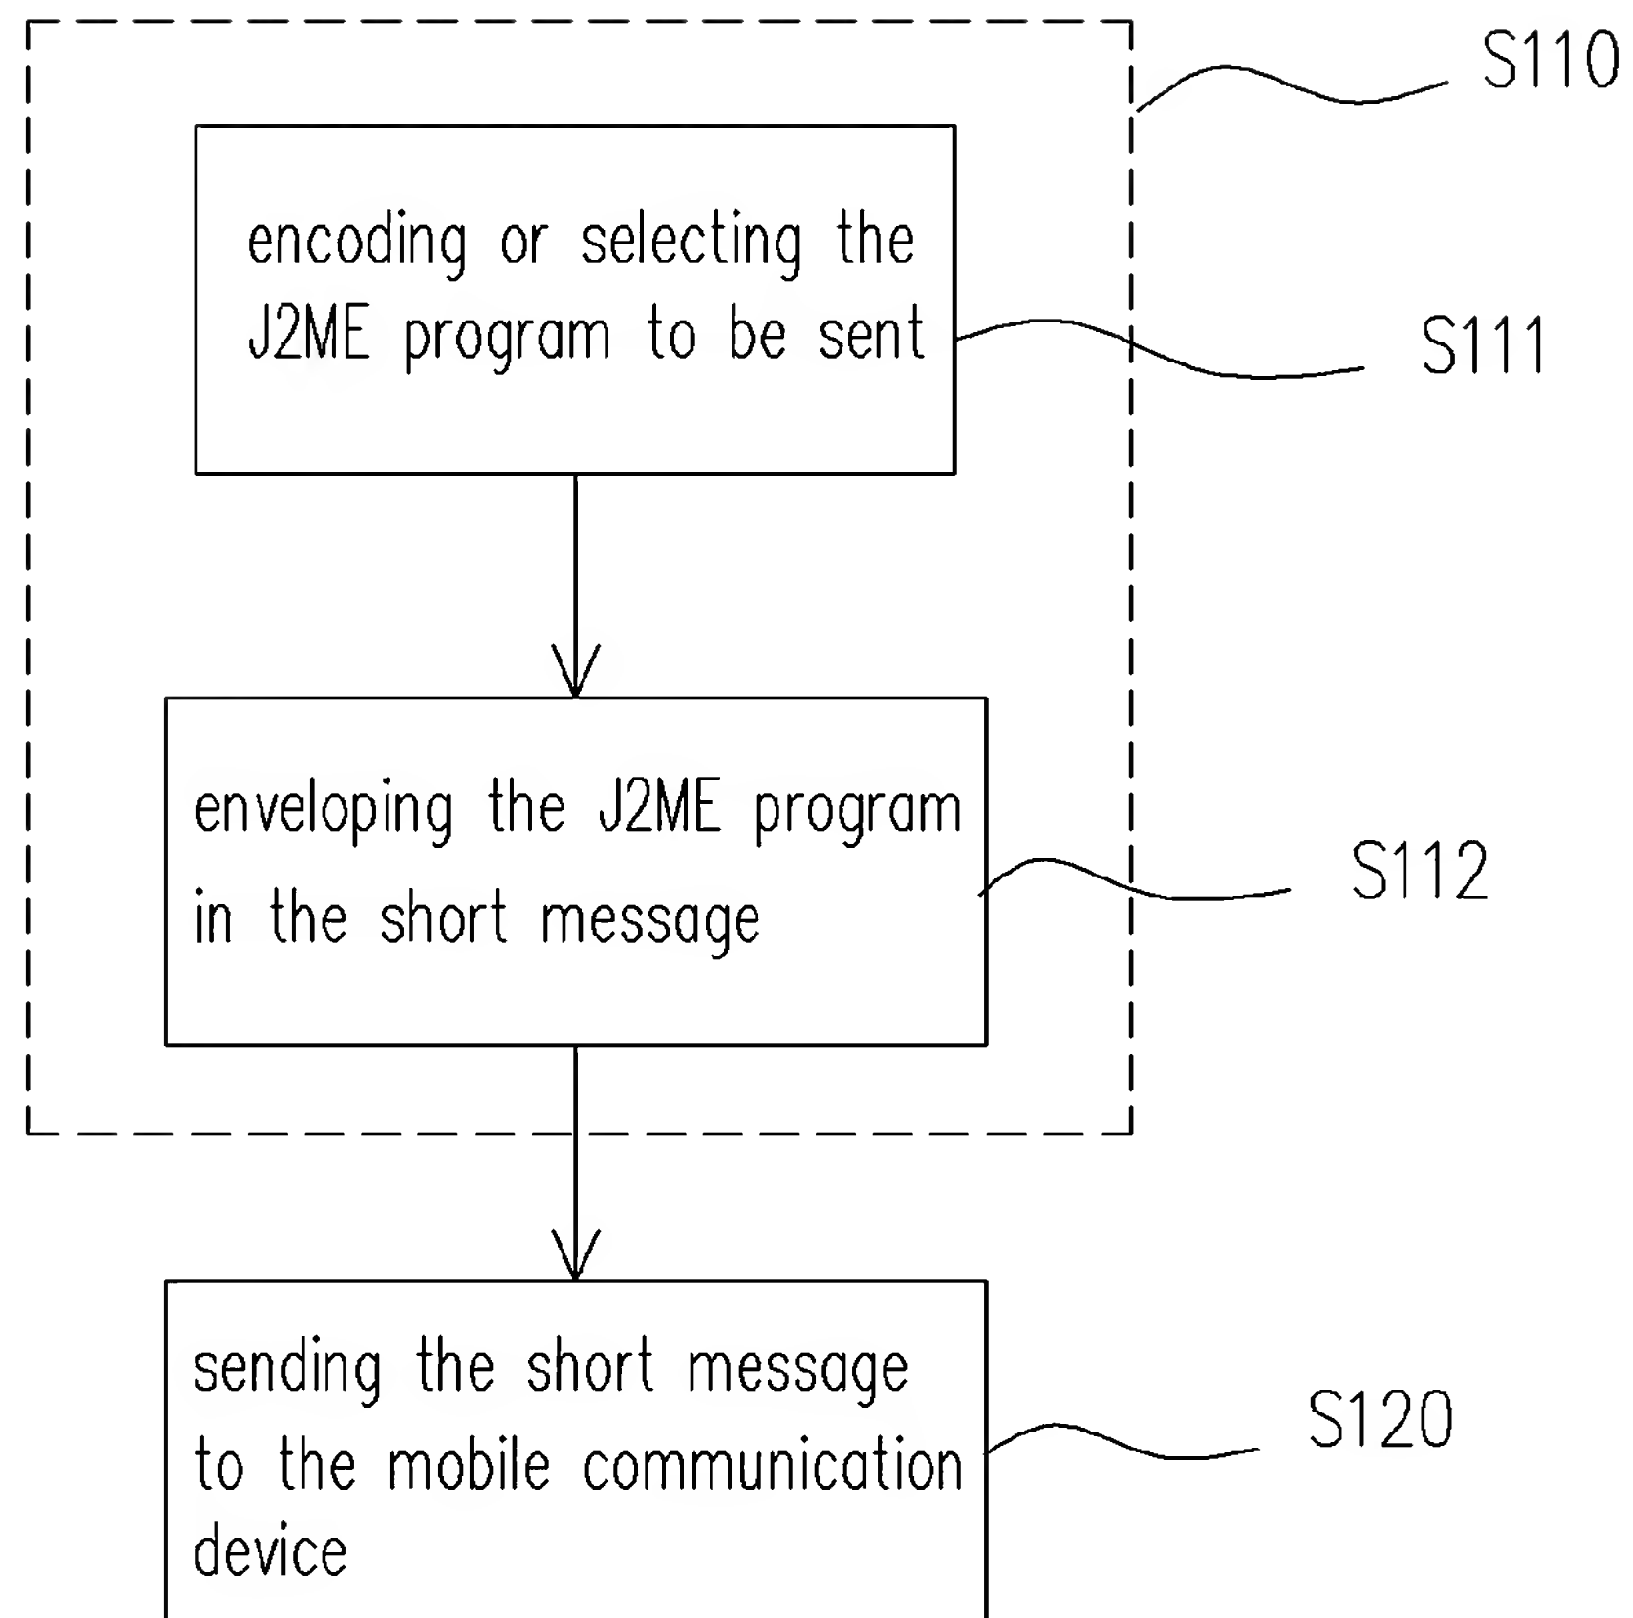 S110
encoding or selecting the
J2ME program to be sent
S111
enveloping the J2ME program
in the short message
S112
sending the short message
to the mobile communication
device
S120